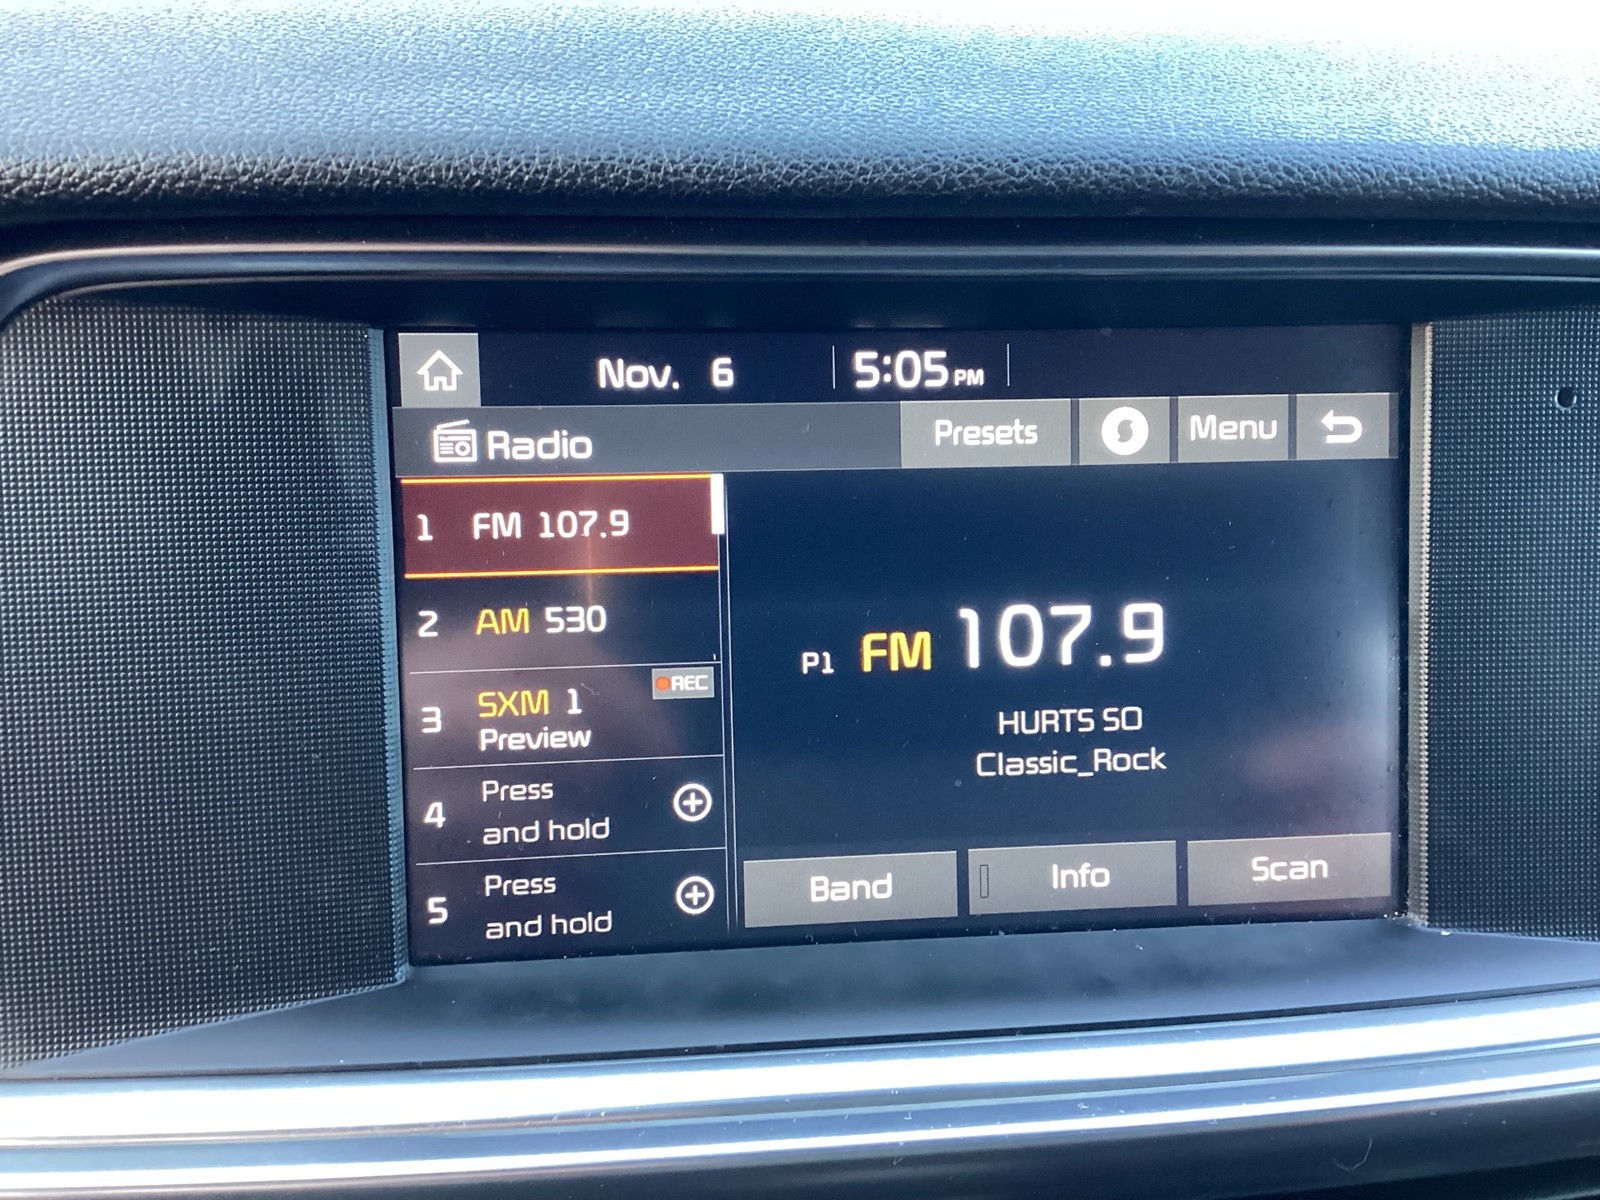 Nov. 6 5:05 PM
Radio Presets Menu
1 FM 107.9
2 AM 530
3 SXM 1 REC
Preview
4 Press
and hold
5 Press
and hold
P1 FM 107.9
HURTS SO
Classic_Rock
Band Info Scan